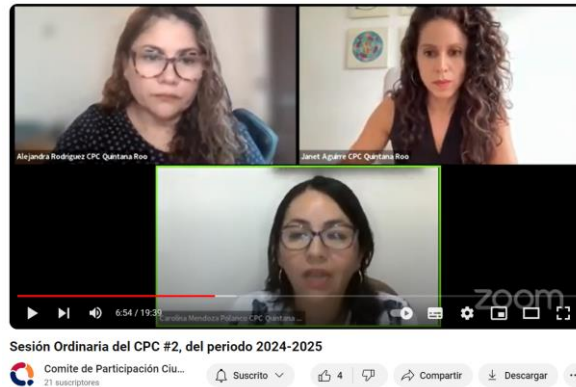 Alejandra Rodriguez CPC Quintana Roo
Janet Aguirre CPC Quintana Roo
zoom
6:54 / 19:39
Carolina Mendoza Polanco CPC Quintana ...
Sesión Ordinaria del CPC #2, del periodo 2024-2025
Comite de Participación Ciu...
21 suscriptores
Suscrito
4
Compartir
Descargar